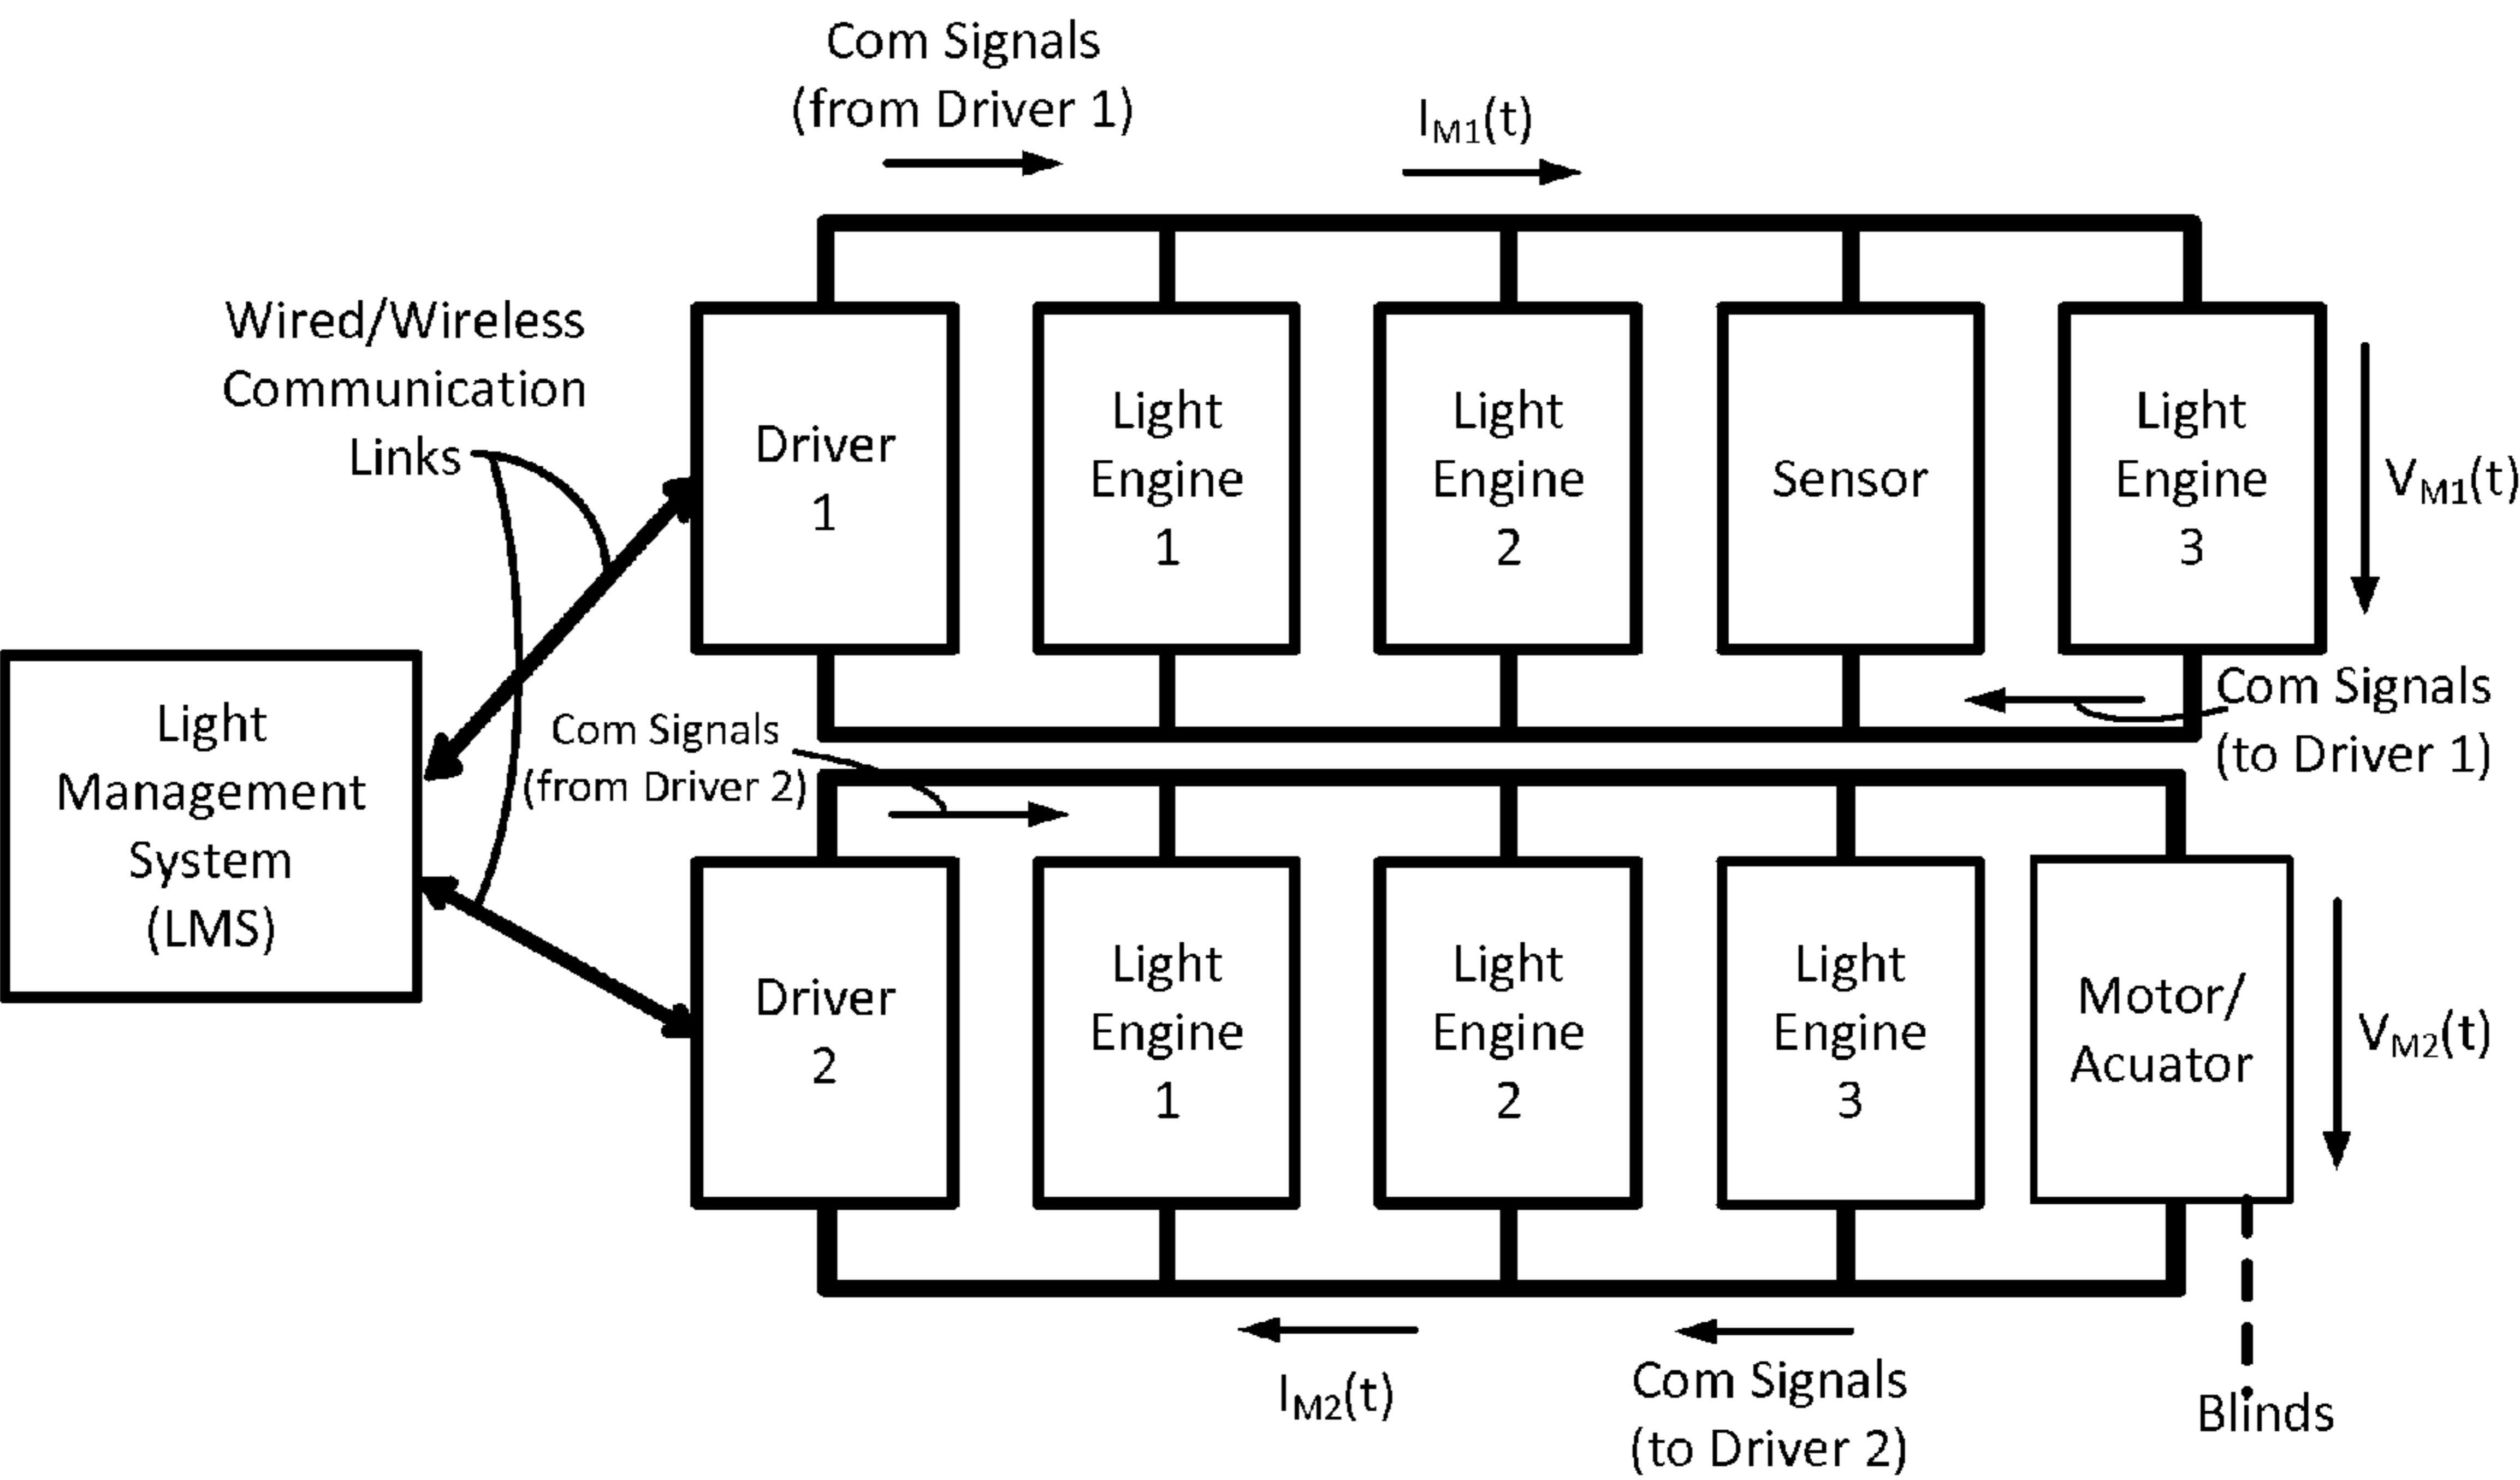 Com Signals
(from Driver 1)
I_M1(t)
Wired/Wireless
Communication
Links
Driver
1
Light
Engine
1
Light
Engine
2
Sensor
Light
Engine
3
V_M1(t)
Com Signals
(to Driver 1)
Light
Management
System
(LMS)
Com Signals
(from Driver 2)
Driver
2
Light
Engine
1
Light
Engine
2
Light
Engine
3
Motor/
Acuator
V_M2(t)
I_M2(t)
Com Signals
(to Driver 2)
Blinds